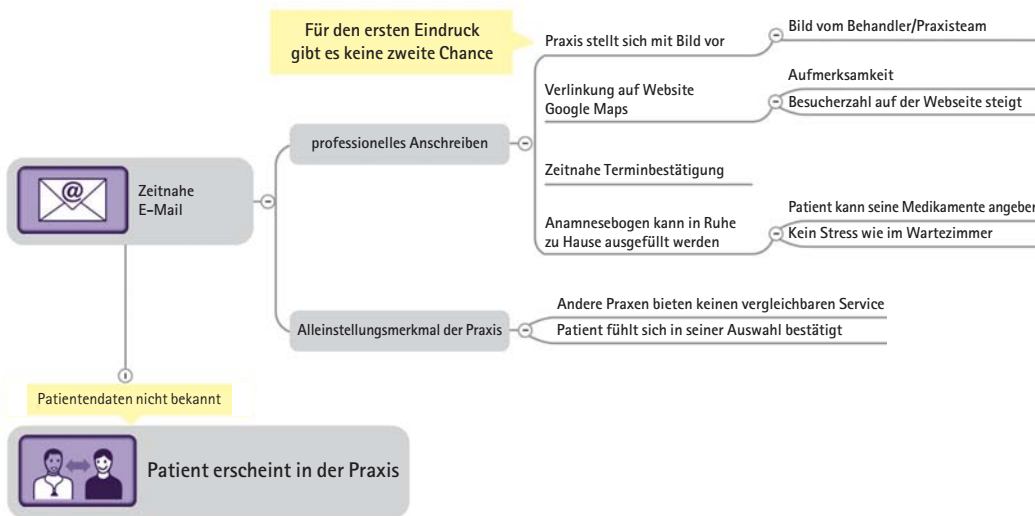 Für den ersten Eindruck
gibt es keine zweite Chance
Praxis stellt sich mit Bild vor
Bild vom Behandler/Praxisteam
Verlinkung auf Website
Google Maps
Aufmerksamkeit
Besucherzahl auf der Webseite steigt
professionelles Anschreiben
Zeitnahe
E-Mail
@
Zeitnahe Terminbestätigung
Anamnesebogen kann in Ruhe
zu Hause ausgefüllt werden
Patient kann seine Medikamente angeben
Kein Stress wie im Wartezimmer
Alleinstellungsmerkmal der Praxis
Andere Praxen bieten keinen vergleichbaren Service
Patient fühlt sich in seiner Auswahl bestätigt
Patientendaten nicht bekannt
Patient erscheint in der Praxis